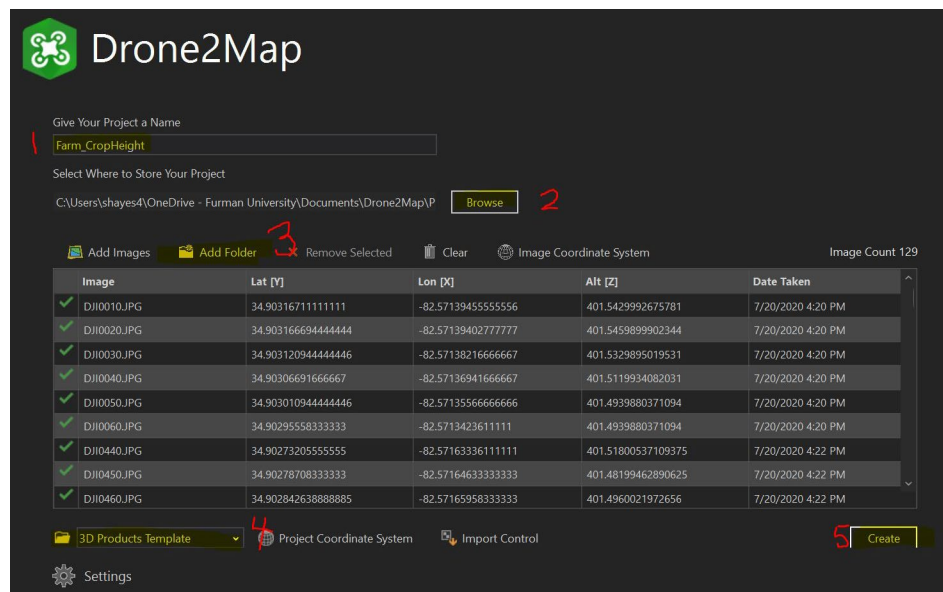 Drone2Map
Give Your Project a Name
1 Farm_CropHeight
Select Where to Store Your Project
C:\Users\shayes4\OneDrive - Furman University\Documents\Drone2Map\P Browse 2
Add Images Add Folder 3 Remove Selected Clear Image Coordinate System Image Count 129
Image Lat [Y] Lon [X] Alt [Z] Date Taken
DJI0010.JPG 34.90316711111111 -82.57139455555556 401.5429992675781 7/20/2020 4:20 PM
DJI0020.JPG 34.903166694444444 -82.57139402777777 401.5459899902344 7/20/2020 4:20 PM
DJI0030.JPG 34.903120944444446 -82.57138216666667 401.5329895019531 7/20/2020 4:20 PM
DJI0040.JPG 34.90306691666667 -82.57136941666667 401.5119934082031 7/20/2020 4:20 PM
DJI0050.JPG 34.903010944444446 -82.57135566666666 401.4939880371094 7/20/2020 4:20 PM
DJI0060.JPG 34.90295558333333 -82.5713423611111 401.4939880371094 7/20/2020 4:20 PM
DJI0440.JPG 34.90273205555555 -82.57163336111111 401.51800537109375 7/20/2020 4:22 PM
DJI0450.JPG 34.90278708333333 -82.57164633333333 401.48199462890625 7/20/2020 4:22 PM
DJI0460.JPG 34.902842638888885 -82.57165958333333 401.4960021972656 7/20/2020 4:22 PM
3D Products Template 4 Project Coordinate System Import Control 5 Create
Settings